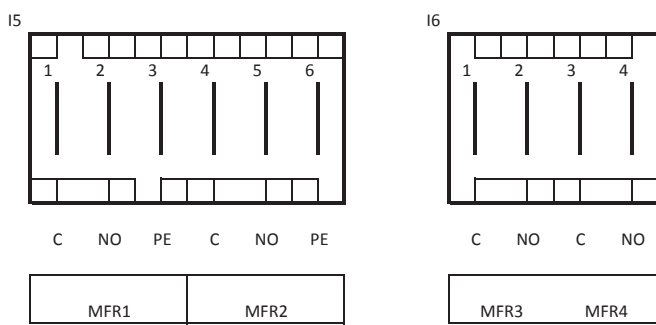 I5 I6
1 2 3 4 5 6 1 2 3 4
C NO PE C NO PE C NO C NO
MFR1 MFR2 MFR3 MFR4